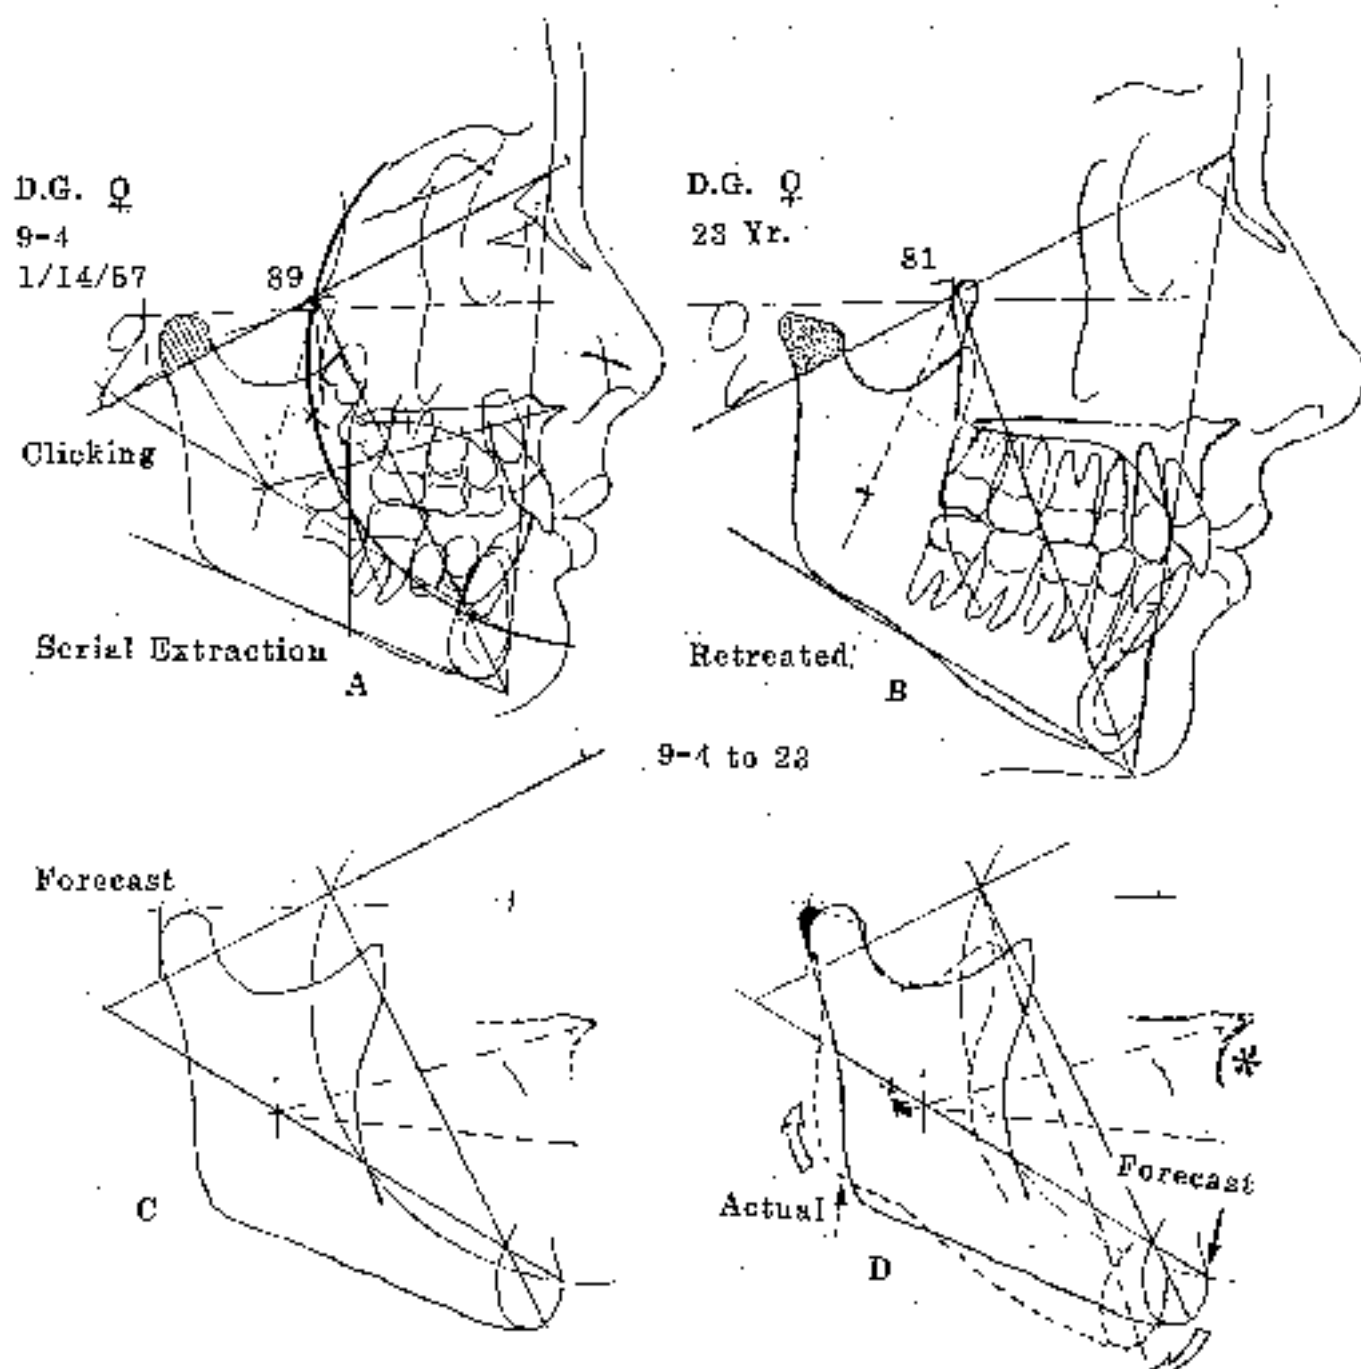 D.G. ♀
9-4
1/14/57
89
Clicking
Serial Extraction
A
D.G. ♀
23 Yr.
81
Retreated
B
9-4 to 23
Forecast
C
*
Forecast
Actual
D